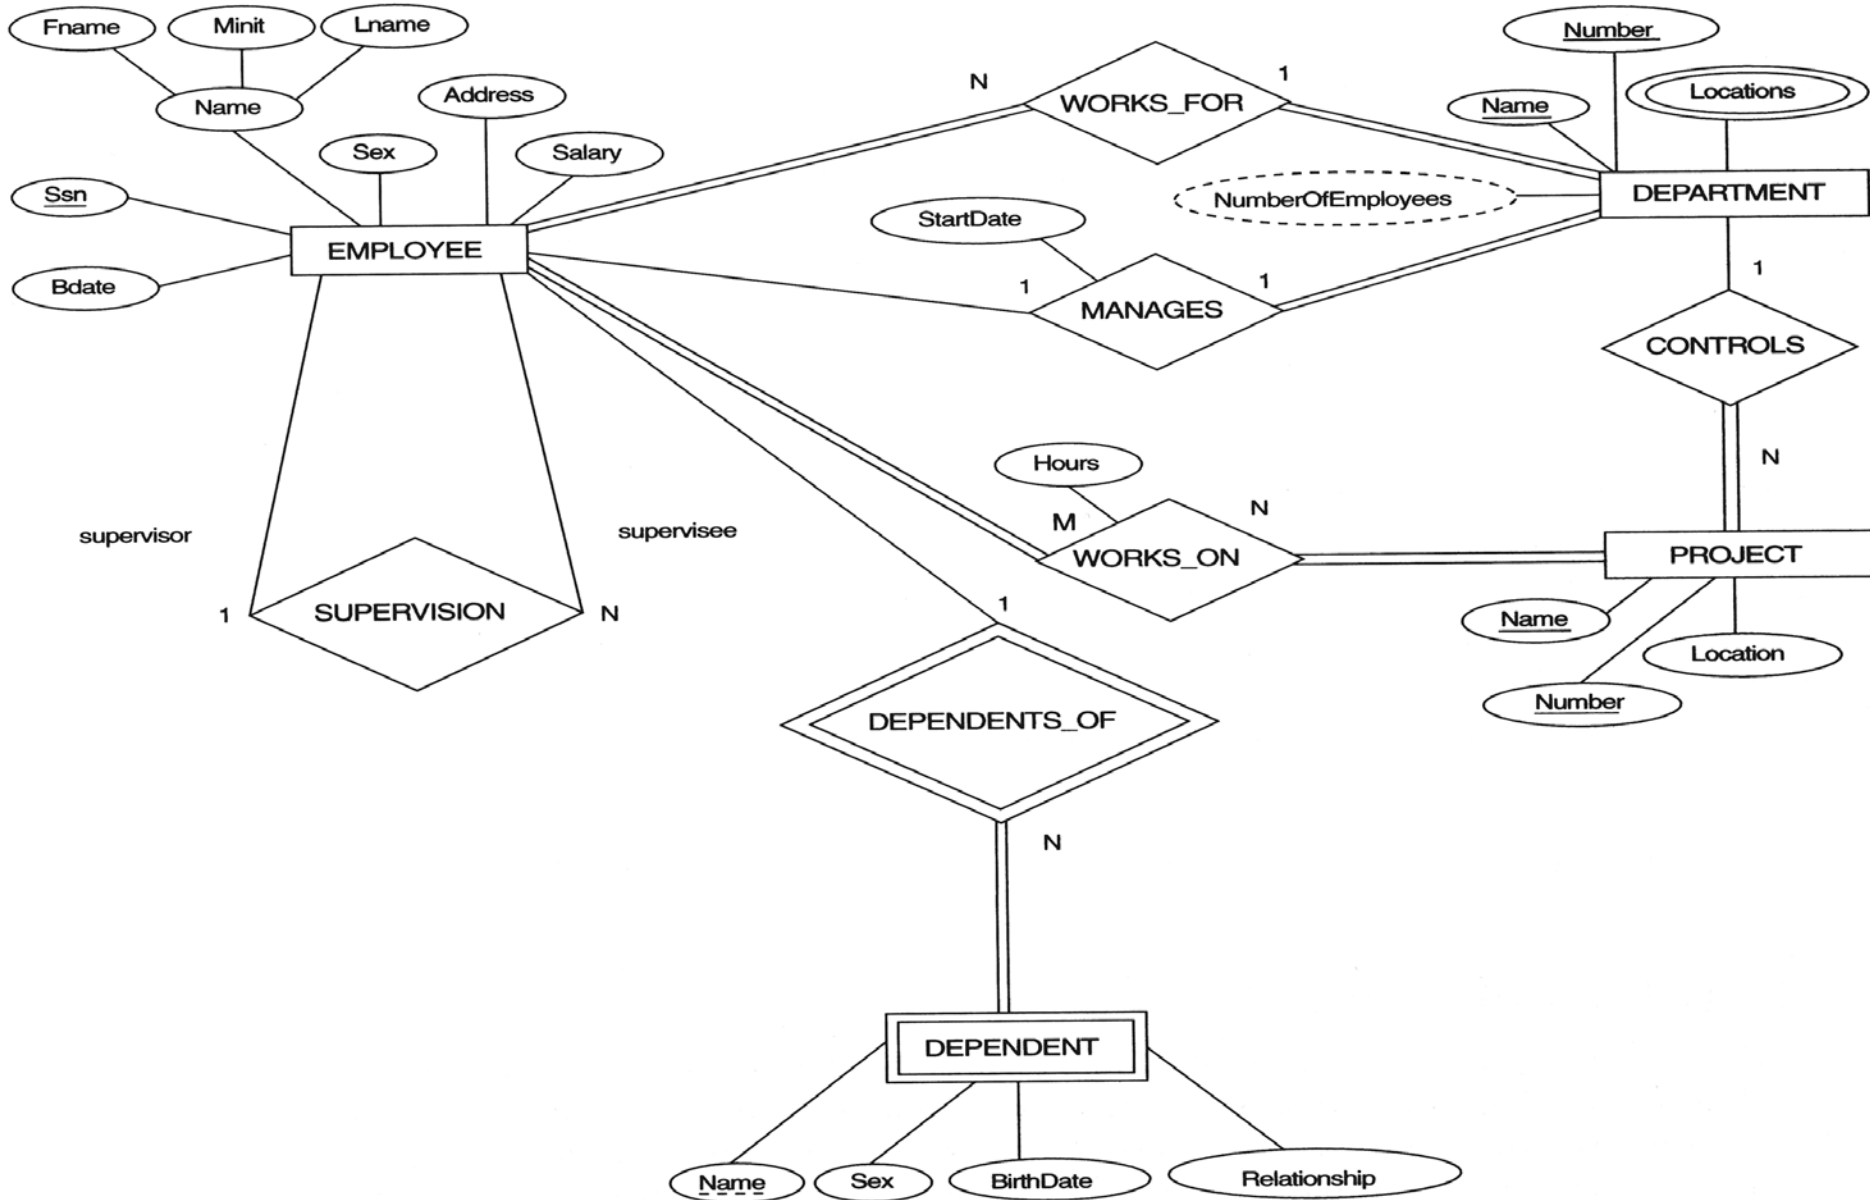 Fname
Minit
Lname
Number
Name
Address
N
WORKS_FOR
1
Name
Locations
Sex
Salary
Ssn
StartDate
NumberOfEmployees
DEPARTMENT
EMPLOYEE
Bdate
1
MANAGES
1
1
CONTROLS
Hours
N
supervisor
supervisee
M
N
WORKS_ON
PROJECT
1
SUPERVISION
N
1
Name
Location
Number
DEPENDENTS_OF
N
DEPENDENT
Name
Sex
BirthDate
Relationship